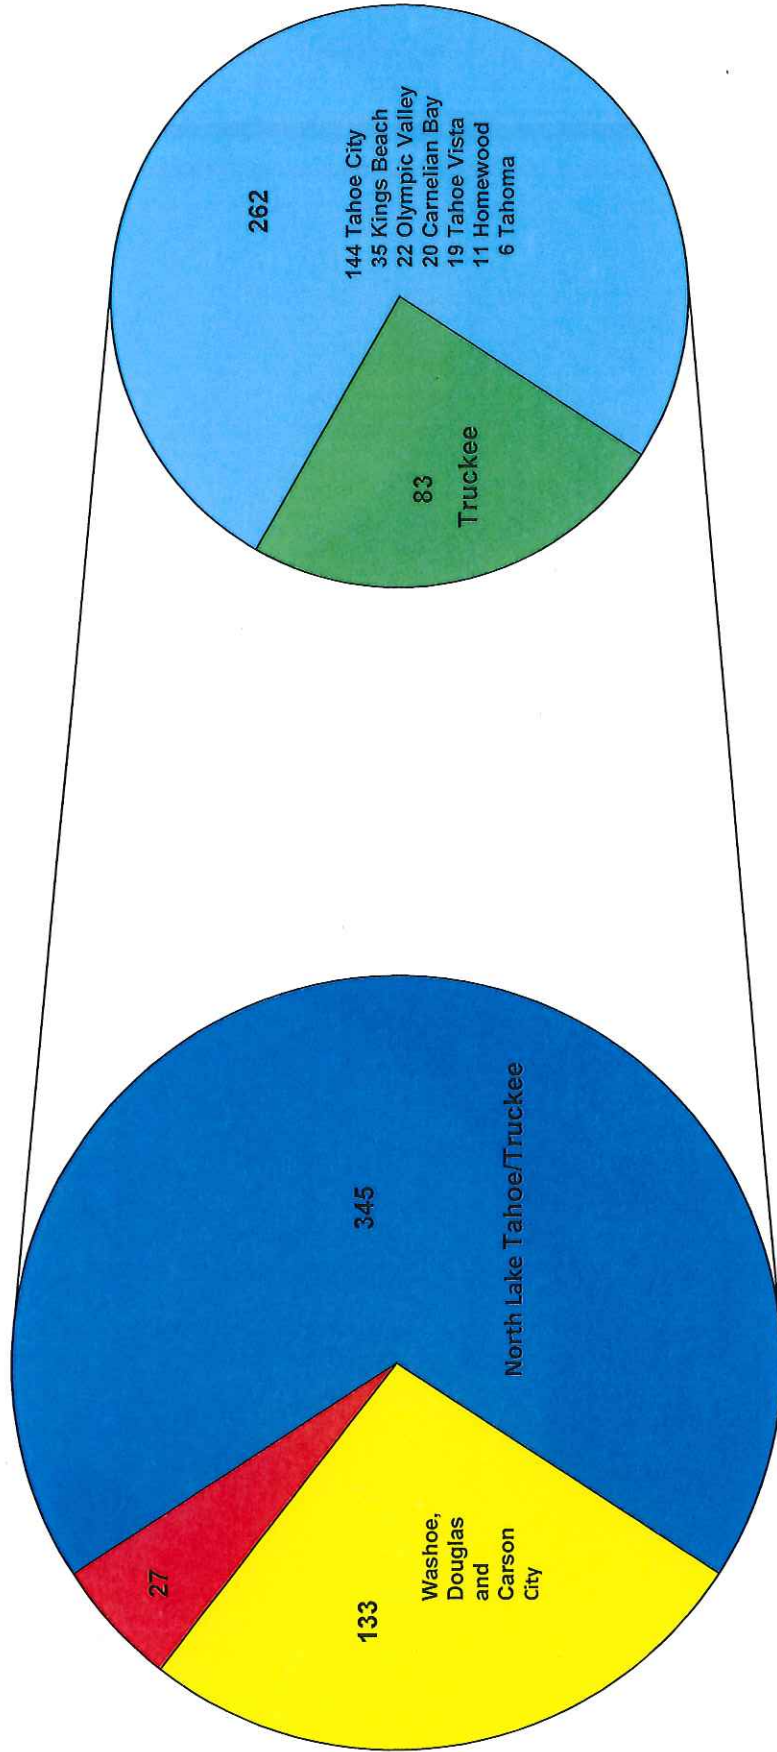 27
133
Washoe,
Douglas
and
Carson
City
345
North Lake Tahoe/Truckee
83
Truckee
262
144 Tahoe City
35 Kings Beach
22 Olympic Valley
20 Carnelian Bay
19 Tahoe Vista
11 Homewood
6 Tahoma